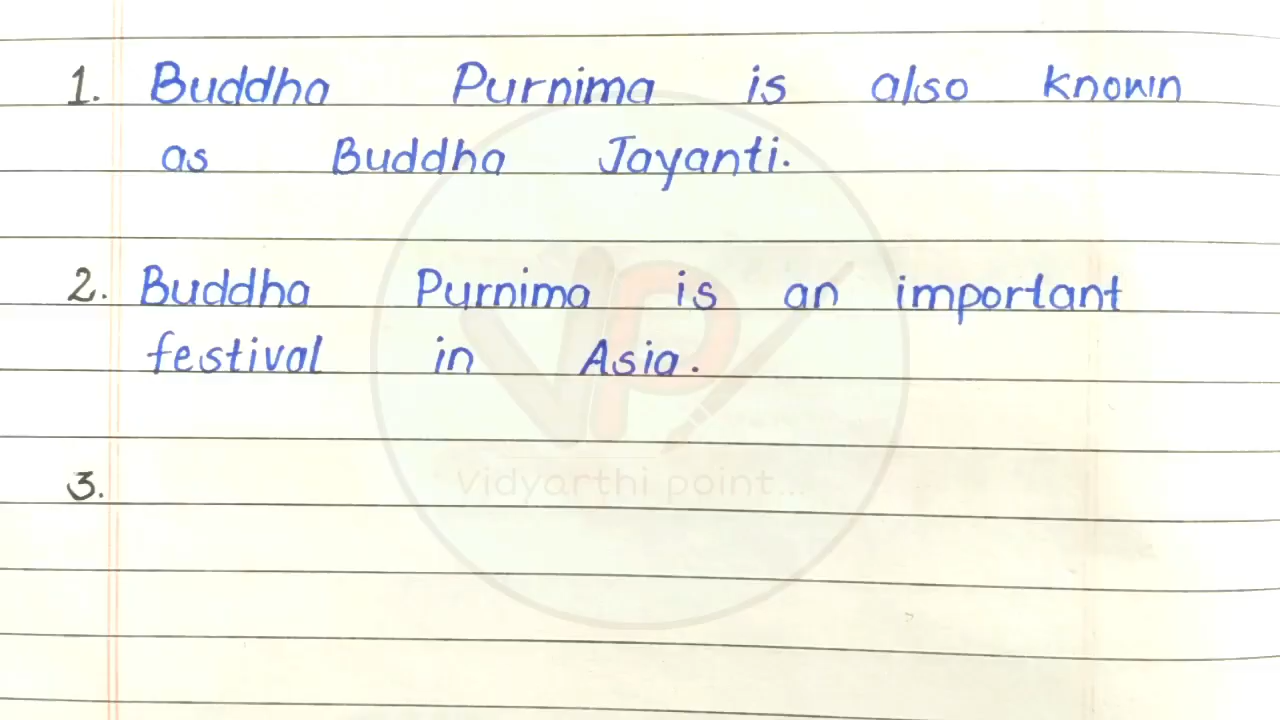 1. Buddha Purnima is also known
as Buddha Jayanti.
2. Buddha Purnima is an important
festival in Asia.
3.
VP
Vidyarthi point...